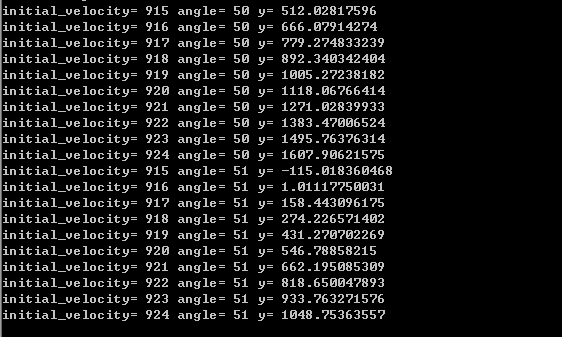 initial_velocity= 915 angle= 50 y= 512.02817596
initial_velocity= 916 angle= 50 y= 666.07914274
initial_velocity= 917 angle= 50 y= 779.274833239
initial_velocity= 918 angle= 50 y= 892.340342404
initial_velocity= 919 angle= 50 y= 1005.27238182
initial_velocity= 920 angle= 50 y= 1118.06766414
initial_velocity= 921 angle= 50 y= 1271.02839933
initial_velocity= 922 angle= 50 y= 1383.47006524
initial_velocity= 923 angle= 50 y= 1495.76376314
initial_velocity= 924 angle= 50 y= 1607.90621575
initial_velocity= 915 angle= 51 y= -115.018360468
initial_velocity= 916 angle= 51 y= 1.01117750031
initial_velocity= 917 angle= 51 y= 158.443096175
initial_velocity= 918 angle= 51 y= 274.226571402
initial_velocity= 919 angle= 51 y= 431.270702269
initial_velocity= 920 angle= 51 y= 546.78858215
initial_velocity= 921 angle= 51 y= 662.195085309
initial_velocity= 922 angle= 51 y= 818.650047893
initial_velocity= 923 angle= 51 y= 933.763271576
initial_velocity= 924 angle= 51 y= 1048.75363557